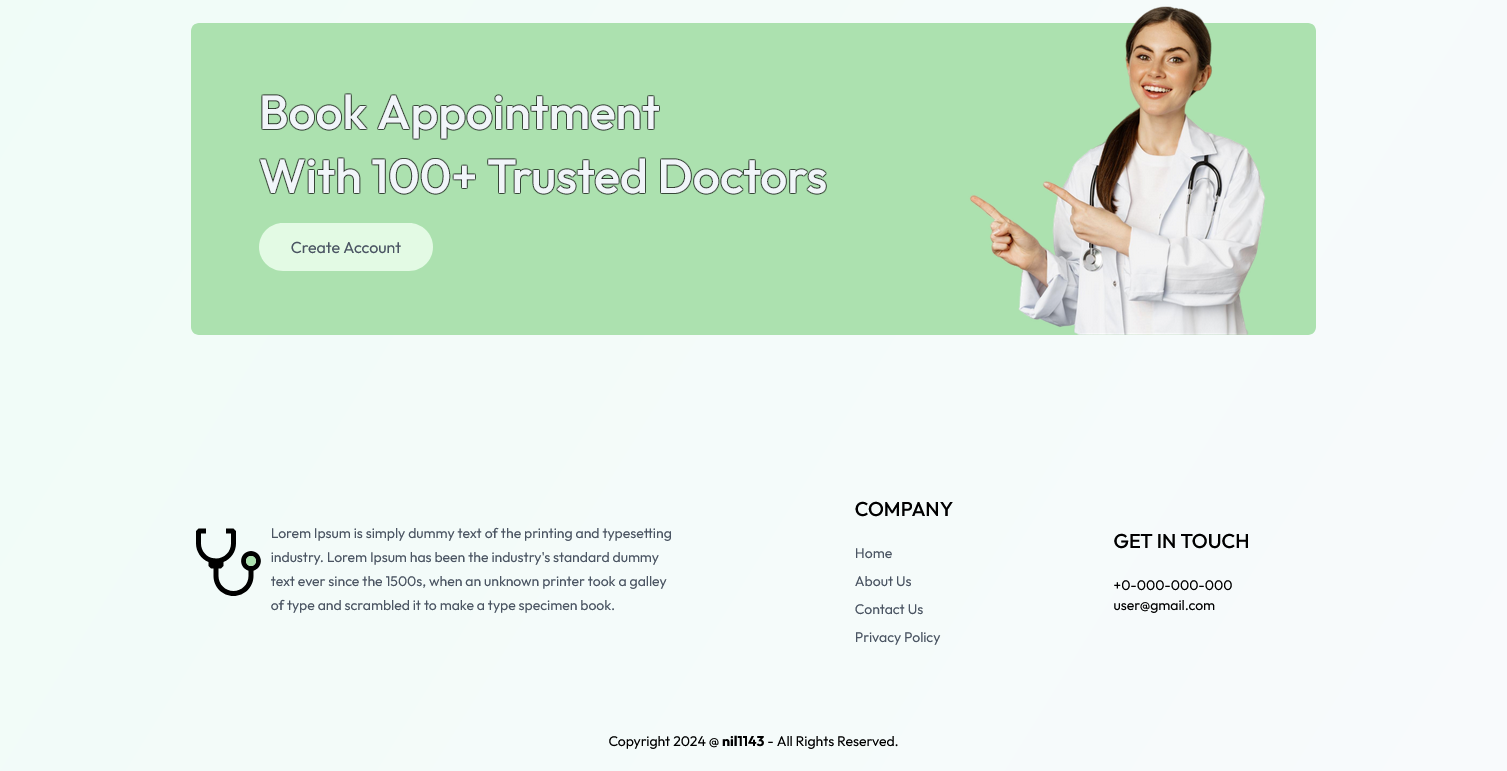 Book Appointment
With 100+ Trusted Doctors
Create Account
Lorem Ipsum is simply dummy text of the printing and typesetting
industry. Lorem Ipsum has been the industry's standard dummy
text ever since the 1500s, when an unknown printer took a galley
of type and scrambled it to make a type specimen book.
COMPANY
Home
About Us
Contact Us
Privacy Policy
GET IN TOUCH
+0-000-000-000
user@gmail.com
Copyright 2024 @ nil1143 - All Rights Reserved.